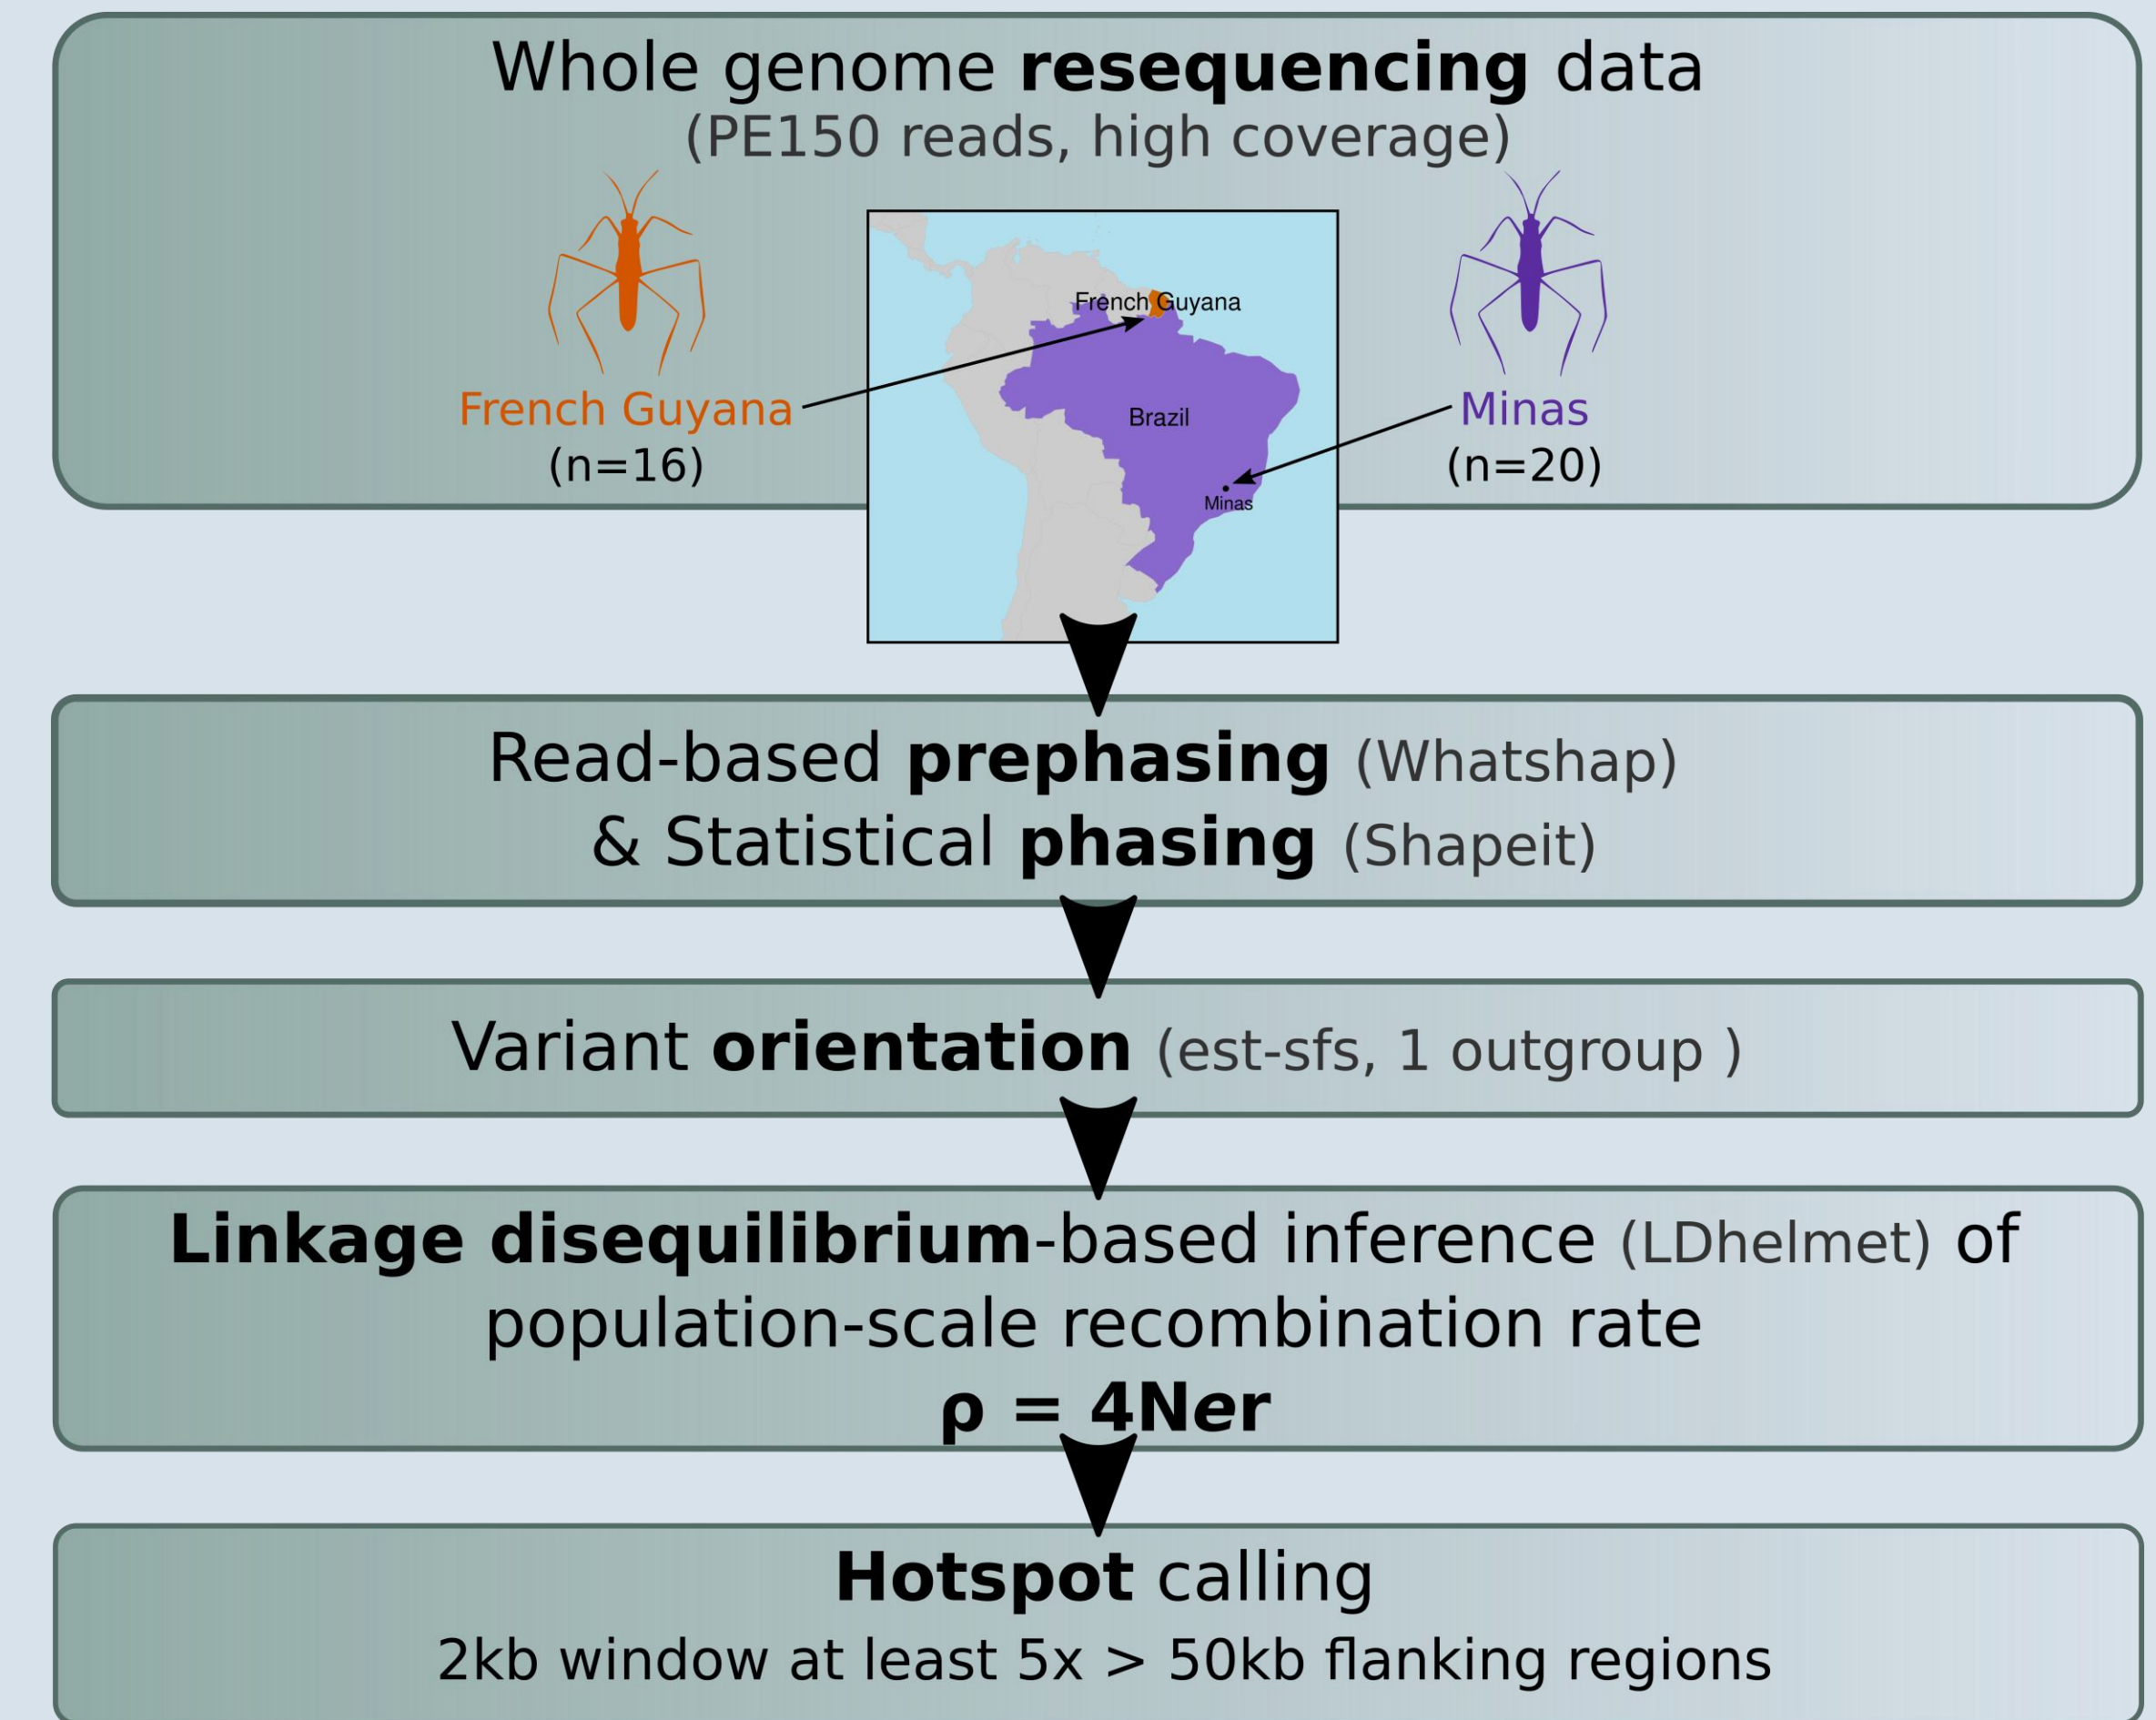 Whole genome resequencing data
(PE150 reads, high coverage)
French Guyana
Brazil
Minas
French Guyana
(n=16)
Minas
(n=20)
Read-based prephasing (Whatshap)
& Statistical phasing (Shapeit)
Variant orientation (est-sfs, 1 outgroup )
Linkage disequilibrium-based inference (LDhelmet) of
population-scale recombination rate
ρ = 4Ner
Hotspot calling
2kb window at least 5x > 50kb flanking regions